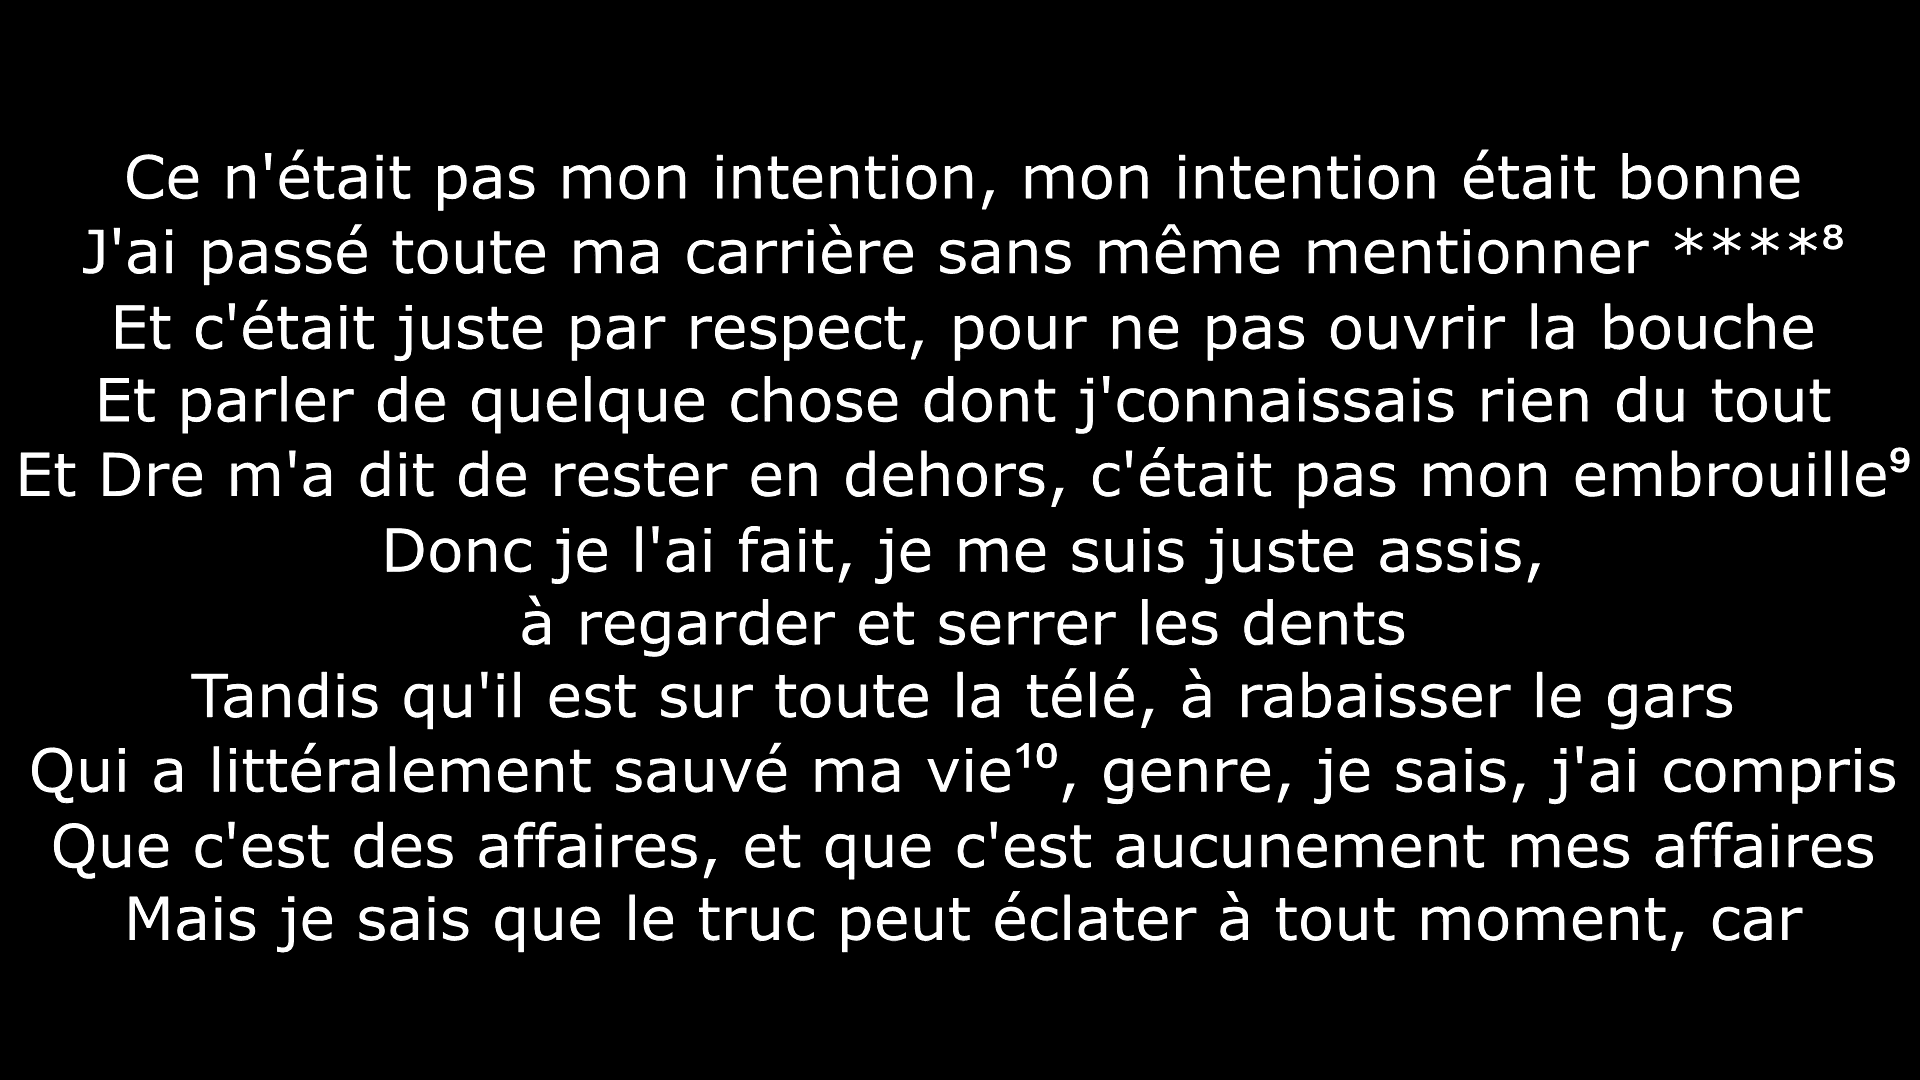 Ce n'était pas mon intention, mon intention était bonne
J'ai passé toute ma carrière sans même mentionner ****⁸
Et c'était juste par respect, pour ne pas ouvrir la bouche
Et parler de quelque chose dont j'connaissais rien du tout
Et Dre m'a dit de rester en dehors, c'était pas mon embrouille⁹
Donc je l'ai fait, je me suis juste assis,
à regarder et serrer les dents
Tandis qu'il est sur toute la télé, à rabaisser le gars
Qui a littéralement sauvé ma vie¹⁰, genre, je sais, j'ai compris
Que c'est des affaires, et que c'est aucunement mes affaires
Mais je sais que le truc peut éclater à tout moment, car